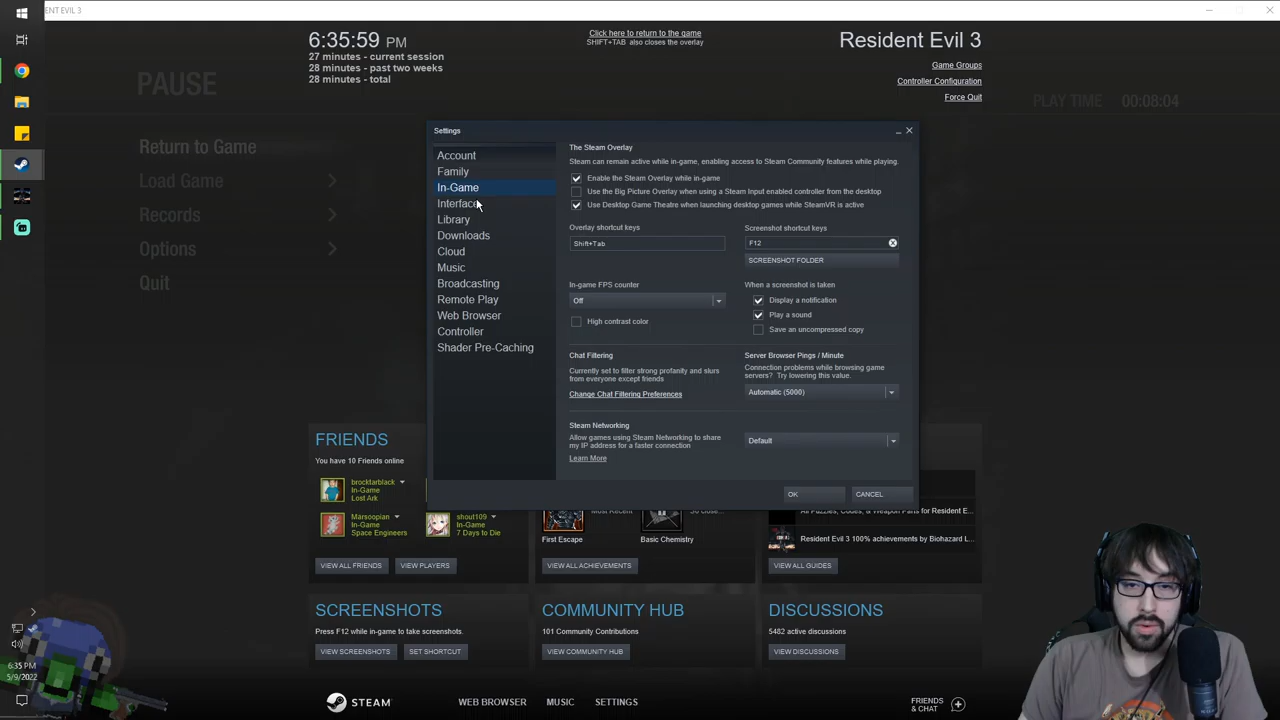 ENT EVIL 3
6:35:59 PM
27 minutes - current session
28 minutes - past two weeks
28 minutes - total
Click here to return to the game
SHIFT+TAB also closes the overlay
Resident Evil 3
Game Groups
Controller Configuration
Force Quit
PAUSE
PLAY TIME 00:08:04
Return to Game
Load Game
Records
Options
Quit
Settings
Account
Family
In-Game
Interface
Library
Downloads
Cloud
Music
Broadcasting
Remote Play
Web Browser
Controller
Shader Pre-Caching
The Steam Overlay
Steam can remain active while in-game, enabling access to Steam Community features while playing.
Enable the Steam Overlay while in-game
Use the Big Picture Overlay when using a Steam Input enabled controller from the desktop
Use Desktop Game Theatre when launching desktop games while SteamVR is active
Overlay shortcut keys
Shift+Tab
Screenshot shortcut keys
F12
SCREENSHOT FOLDER
In-game FPS counter
Off
High contrast color
When a screenshot is taken
Display a notification
Play a sound
Save an uncompressed copy
Chat Filtering
Currently set to filter strong profanity and slurs
from everyone except friends
Change Chat Filtering Preferences
Server Browser Pings / Minute
Connection problems while browsing game
servers? Try lowering this value.
Automatic (5000)
Steam Networking
Allow games using Steam Networking to share
my IP address for a faster connection
Learn More
Default
OK
CANCEL
FRIENDS
You have 10 Friends online
brocktarblack
In-Game
Lost Ark
Marsoopian
In-Game
Space Engineers
shout109
In-Game
7 Days to Die
VIEW ALL FRIENDS
VIEW PLAYERS
First Escape
Basic Chemistry
VIEW ALL ACHIEVEMENTS
All Puzzles, Codes, & Weapon Parts for Resident E...
Resident Evil 3 100% achievements by Biohazard L...
VIEW ALL GUIDES
SCREENSHOTS
Press F12 while in-game to take screenshots.
VIEW SCREENSHOTS
SET SHORTCUT
COMMUNITY HUB
101 Community Contributions
VIEW COMMUNITY HUB
DISCUSSIONS
5482 active discussions
VIEW DISCUSSIONS
STEAM
WEB BROWSER
MUSIC
SETTINGS
FRIENDS
& CHAT
6:35 PM
5/9/2022